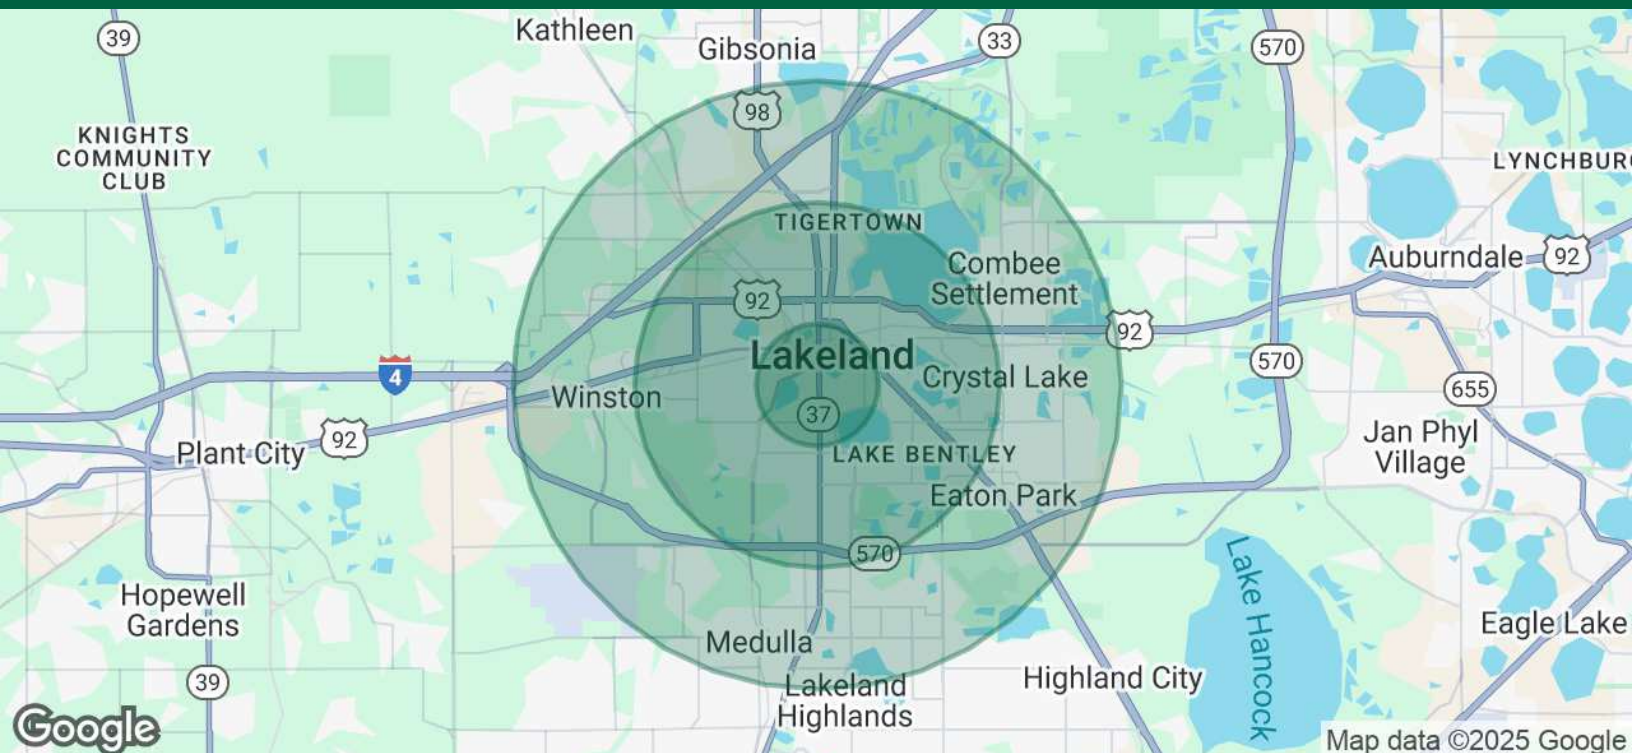 Kathleen
39
Gibsonia
33
570
98
KNIGHTS
COMMUNITY
CLUB
LYNCHBUR
TIGERTOWN
Combee
Settlement
Auburndale
92
92
92
Lakeland
4
Crystal Lake
570
Winston
655
37
92
Plant City
LAKE BENTLEY
Jan Phyl
Village
Eaton Park
570
Lake Hancock
Hopewell
Gardens
Eagle Lake
Medulla
39
Lakeland
Highlands
Highland City
Google
Map data ©2025 Google